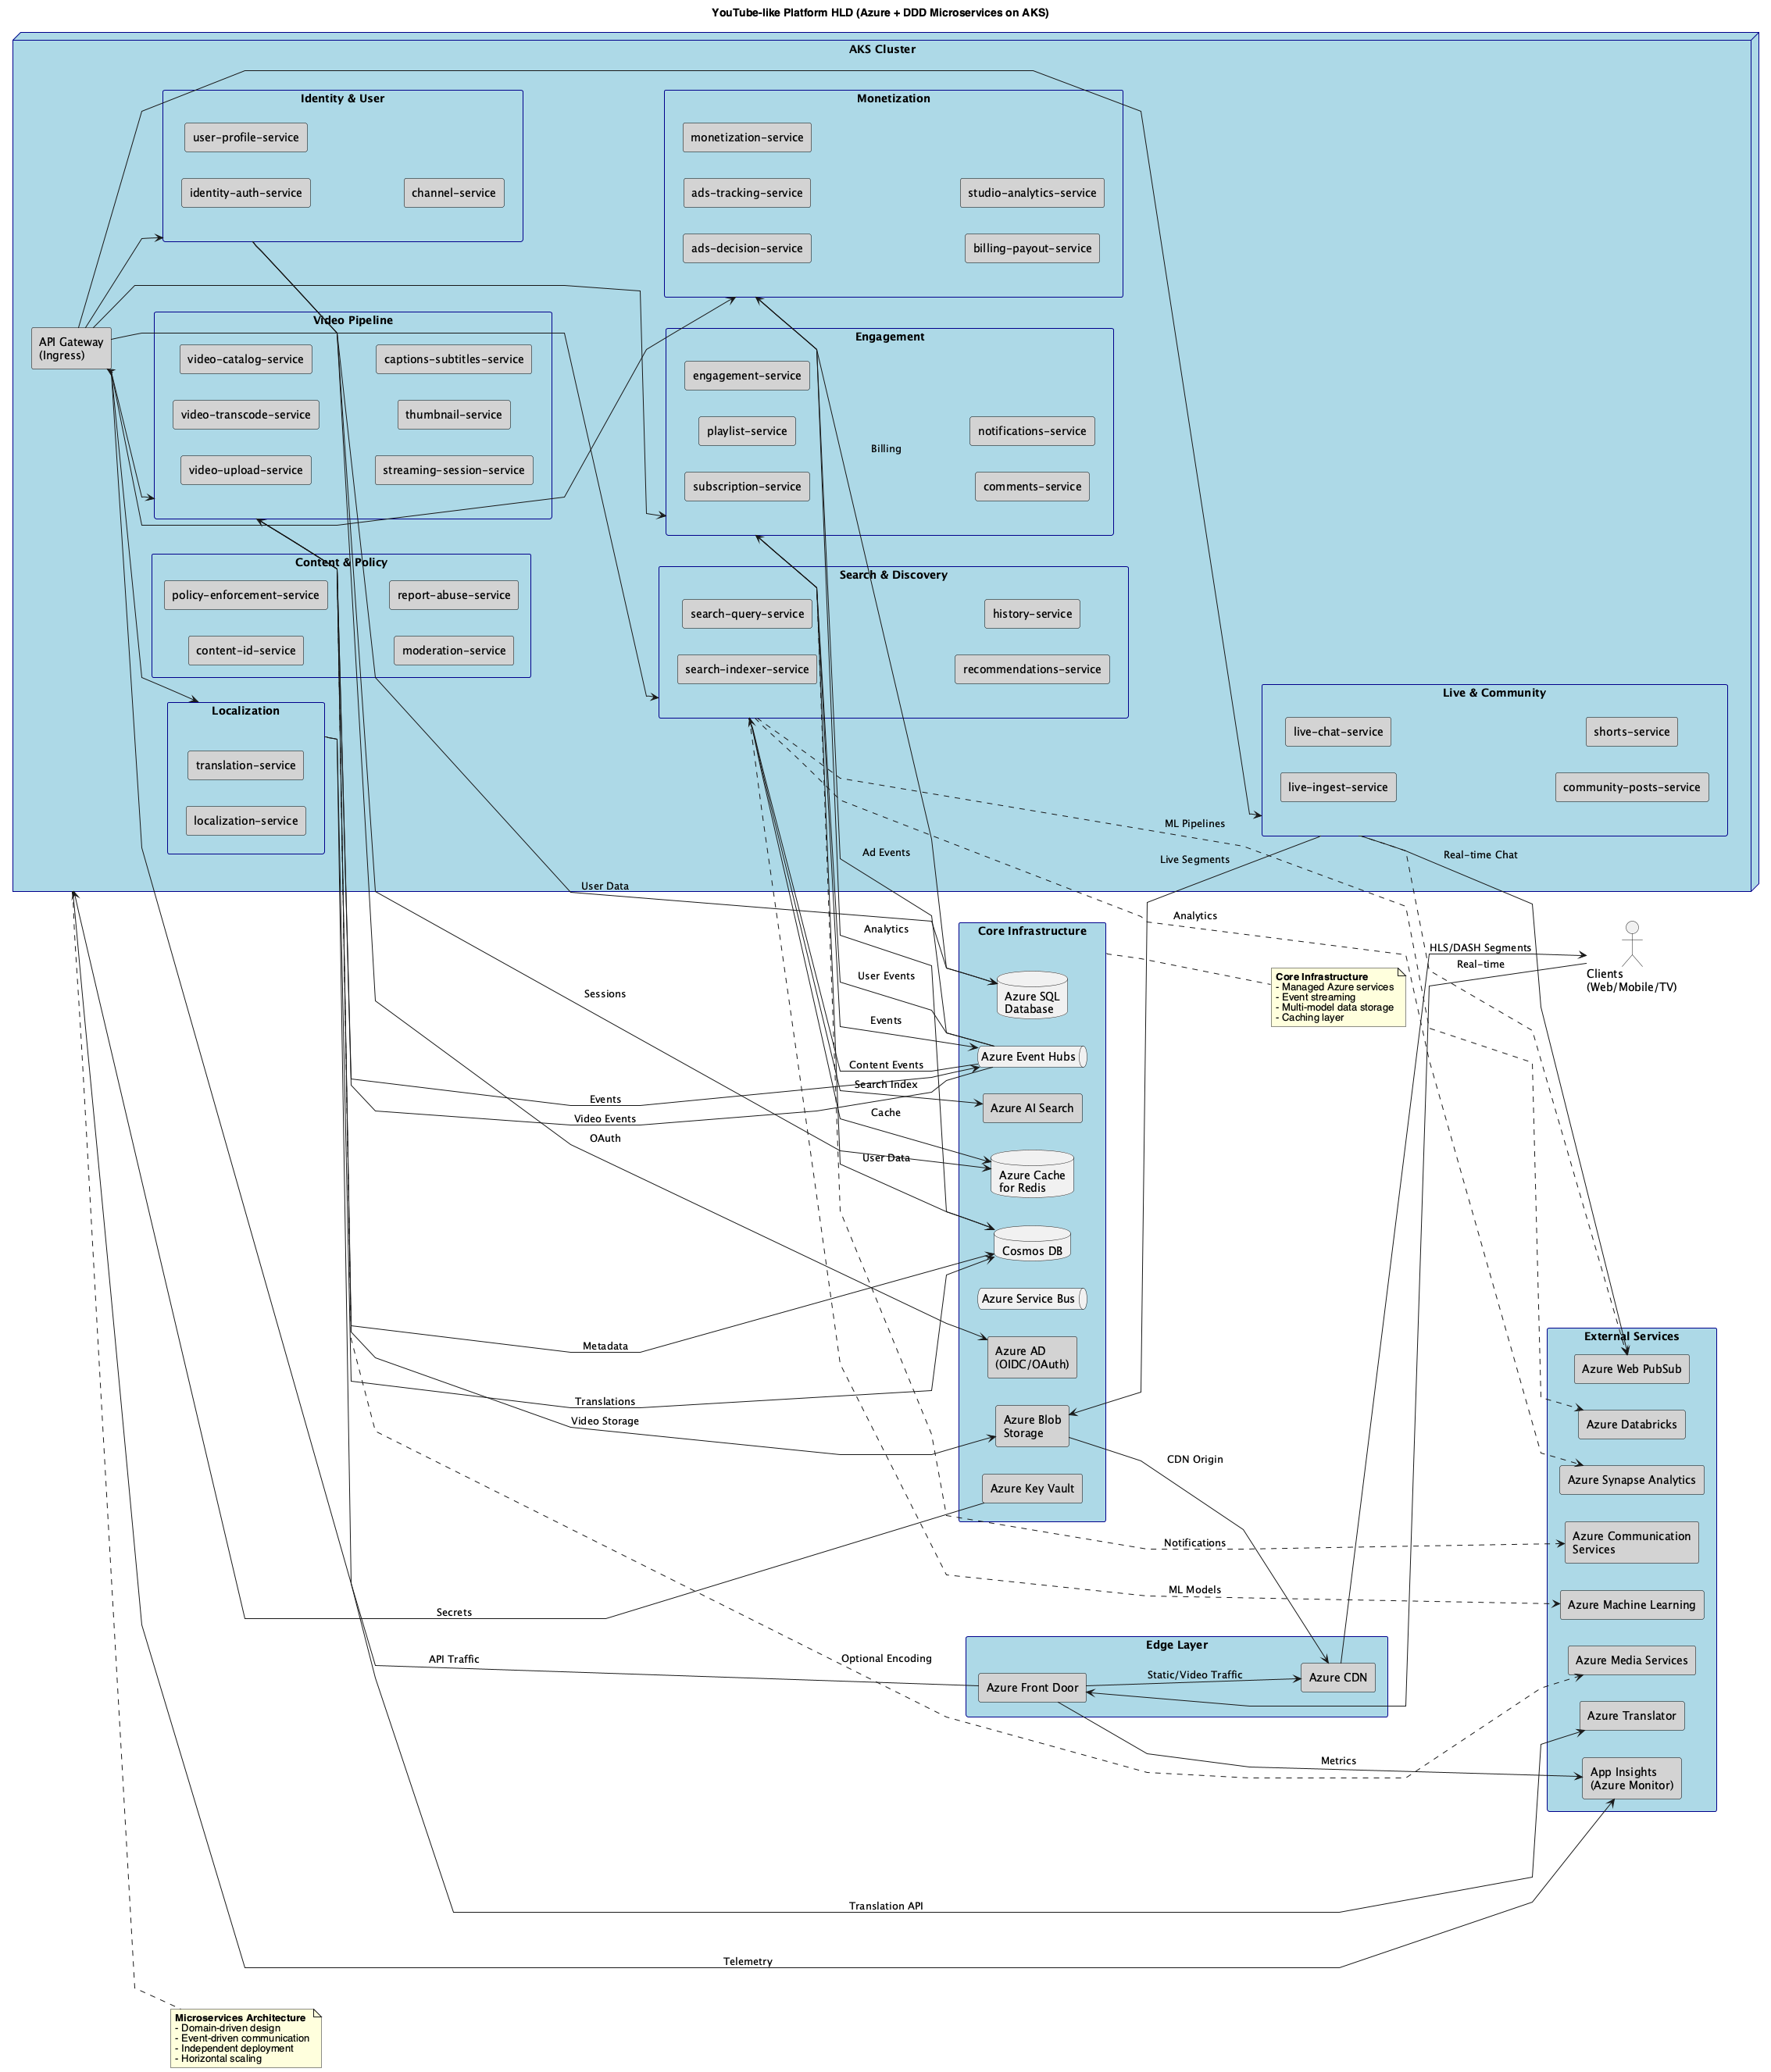 YouTube-like Platform HLD (Azure + DDD Microservices on AKS)
AKS Cluster
Identity & User
user-profile-service
identity-auth-service
channel-service
Monetization
monetization-service
ads-tracking-service
studio-analytics-service
ads-decision-service
billing-payout-service
API Gateway
(Ingress)
Video Pipeline
video-catalog-service
captions-subtitles-service
video-transcode-service
thumbnail-service
video-upload-service
streaming-session-service
Engagement
engagement-service
playlist-service
notifications-service
Billing
subscription-service
comments-service
Content & Policy
policy-enforcement-service
report-abuse-service
content-id-service
moderation-service
Search & Discovery
search-query-service
history-service
search-indexer-service
recommendations-service
Localization
translation-service
localization-service
Live & Community
live-chat-service
shorts-service
live-ingest-service
community-posts-service
ML Pipelines
Ad Events
Live Segments
Real-time Chat
User Data
Analytics
Analytics
User Events
Sessions
Events
Content Events
Search Index
Events
Cache
Video Events
OAuth
User Data
Core Infrastructure
Azure SQL
Database
Azure Event Hubs
Azure AI Search
Azure Cache
for Redis
Cosmos DB
Azure Service Bus
Azure AD
(OIDC/OAuth)
Azure Blob
Storage
Azure Key Vault
Core Infrastructure
- Managed Azure services
- Event streaming
- Multi-model data storage
- Caching layer
HLS/DASH Segments
Real-time
Clients
(Web/Mobile/TV)
Metadata
Translations
Video Storage
CDN Origin
External Services
Azure Web PubSub
Azure Databricks
Azure Synapse Analytics
Azure Communication
Services
Azure Machine Learning
Azure Media Services
Azure Translator
App Insights
(Azure Monitor)
Notifications
ML Models
Secrets
API Traffic
Optional Encoding
Edge Layer
Azure Front Door
Static/Video Traffic
Azure CDN
Metrics
Translation API
Telemetry
Microservices Architecture
- Domain-driven design
- Event-driven communication
- Independent deployment
- Horizontal scaling